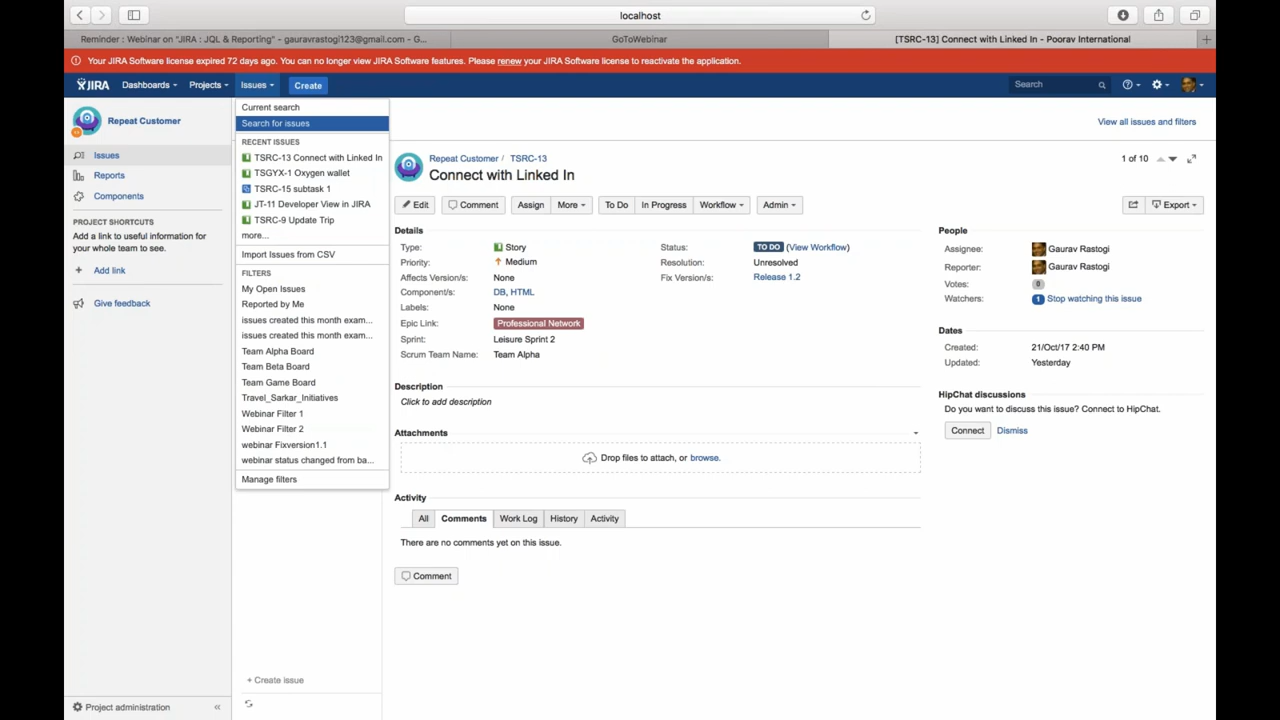 localhost
Reminder : Webinar on "JIRA : JQL & Reporting" - gauravrastogi123@gmail.com - G...
GoToWebinar
[TSRC-13] Connect with Linked In - Poorav International
Your JIRA Software license expired 72 days ago. You can no longer view JIRA Software features. Please renew your JIRA Software license to reactivate the application.
JIRA Dashboards Projects Issues Create Search
Repeat Customer
Issues
Reports
Components
PROJECT SHORTCUTS
Add a link to useful information for
your whole team to see.
+ Add link
Give feedback
Project administration «
Current search
Search for issues
RECENT ISSUES
TSRC-13 Connect with Linked In
TSGYX-1 Oxygen wallet
TSRC-15 subtask 1
JT-11 Developer View in JIRA
TSRC-9 Update Trip
more...
Import Issues from CSV
FILTERS
My Open Issues
Reported by Me
issues created this month exam...
issues created this month exam...
Team Alpha Board
Team Beta Board
Team Game Board
Travel_Sarkar_Initiatives
Webinar Filter 1
Webinar Filter 2
webinar Fixversion1.1
webinar status changed from ba...
Manage filters
+ Create issue
View all issues and filters
Repeat Customer / TSRC-13
1 of 10
Connect with Linked In
Edit Comment Assign More To Do In Progress Workflow Admin Export
Details
Type: Story
Priority: Medium
Affects Version/s: None
Component/s: DB, HTML
Labels: None
Epic Link: Professional Network
Sprint: Leisure Sprint 2
Scrum Team Name: Team Alpha
Status: TO DO (View Workflow)
Resolution: Unresolved
Fix Version/s: Release 1.2
Description
Click to add description
Attachments
Drop files to attach, or browse.
Activity
All Comments Work Log History Activity
There are no comments yet on this issue.
Comment
People
Assignee: Gaurav Rastogi
Reporter: Gaurav Rastogi
Votes: 0
Watchers: 1 Stop watching this issue
Dates
Created: 21/Oct/17 2:40 PM
Updated: Yesterday
HipChat discussions
Do you want to discuss this issue? Connect to HipChat.
Connect Dismiss